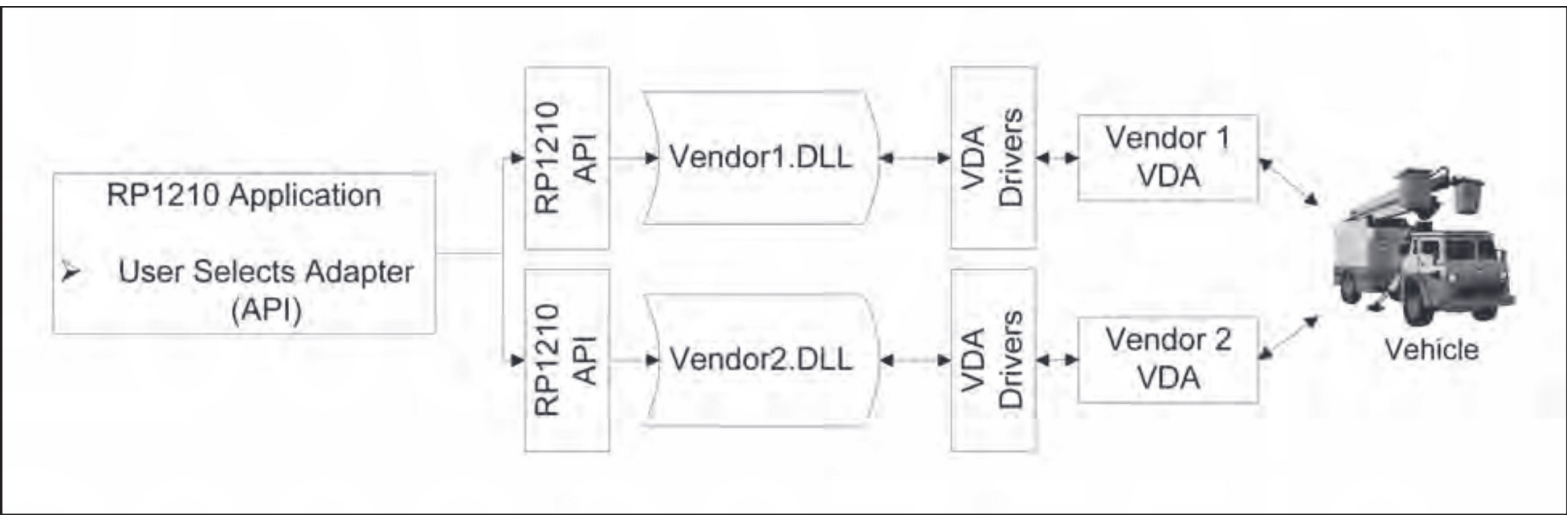 RP1210 Application
➢ User Selects Adapter
(API)
RP1210
API
Vendor1.DLL
VDA
Drivers
Vendor 1
VDA
RP1210
API
Vendor2.DLL
VDA
Drivers
Vendor 2
VDA
Vehicle